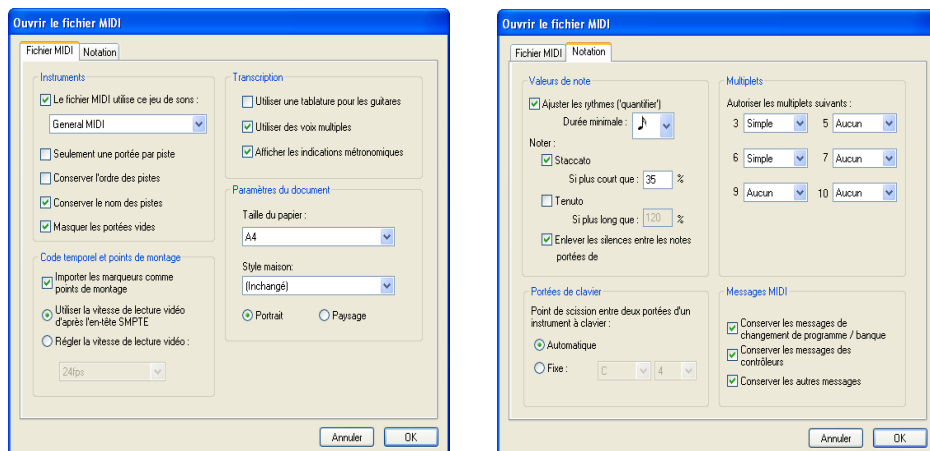 Ouvrir le fichier MIDI
Fichier MIDI
Notation
Instruments
Le fichier MIDI utilise ce jeu de sons :
General MIDI
Seulement une portée par piste
Conserver l'ordre des pistes
Conserver le nom des pistes
Masquer les portées vides
Code temporel et points de montage
Importer les marqueurs comme
points de montage
Utiliser la vitesse de lecture vidéo
d'après l'en-tête SMPTE
Régler la vitesse de lecture vidéo :
24fps
Transcription
Utiliser une tablature pour les guitares
Utiliser des voix multiples
Afficher les indications métronomiques
Paramètres du document
Taille du papier :
A4
Style maison:
(Inchangé)
Portrait
Paysage
Annuler
OK
Ouvrir le fichier MIDI
Fichier MIDI
Notation
Valeurs de note
Ajuster les rythmes ('quantifier')
Durée minimale :
Noter :
Staccato
Si plus court que : 35 %
Tenuto
Si plus long que : 120 %
Enlever les silences entre les notes
portées de
Portées de clavier
Point de scission entre deux portées d'un
instrument à clavier :
Automatique
Fixe : C 4
Multiplets
Autoriser les multiplets suivants :
3 Simple 5 Aucun
6 Simple 7 Aucun
9 Aucun 10 Aucun
Messages MIDI
Conserver les messages de
changement de programme / banque
Conserver les messages des
contrôleurs
Conserver les autres messages
Annuler
OK